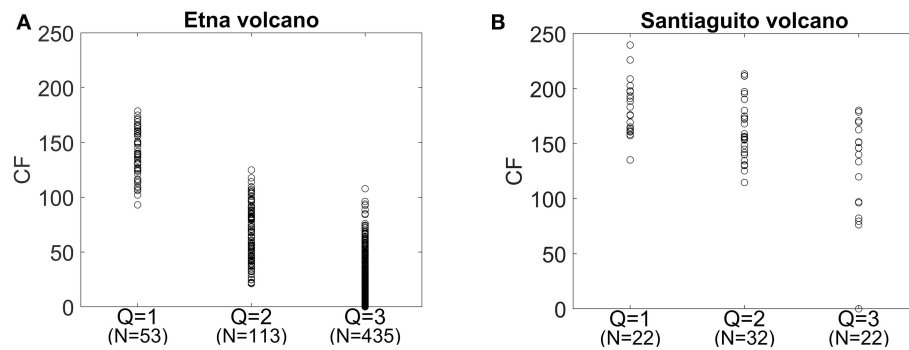 A
Etna volcano
250
200
150
100
50
0
CF
Q=1
Q=2
Q=3
(N=53)
(N=113)
(N=435)
B
Santiaguito volcano
250
200
150
100
50
0
CF
Q=1
Q=2
Q=3
(N=22)
(N=32)
(N=22)